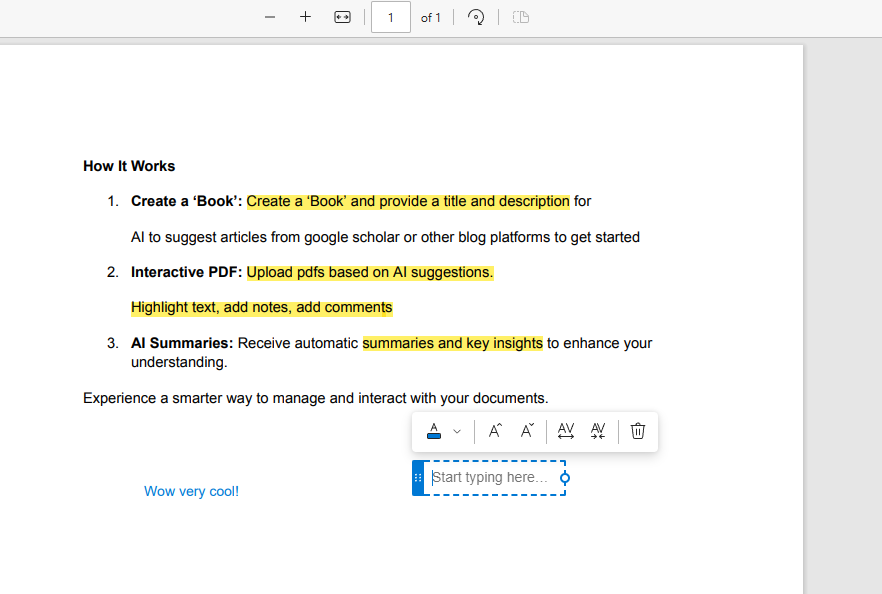 1 of 1
How It Works
1. Create a ‘Book’: Create a ‘Book’ and provide a title and description for
AI to suggest articles from google scholar or other blog platforms to get started
2. Interactive PDF: Upload pdfs based on AI suggestions.
Highlight text, add notes, add comments
3. AI Summaries: Receive automatic summaries and key insights to enhance your
understanding.
Experience a smarter way to manage and interact with your documents.
A A A AV AV
Start typing here...
Wow very cool!